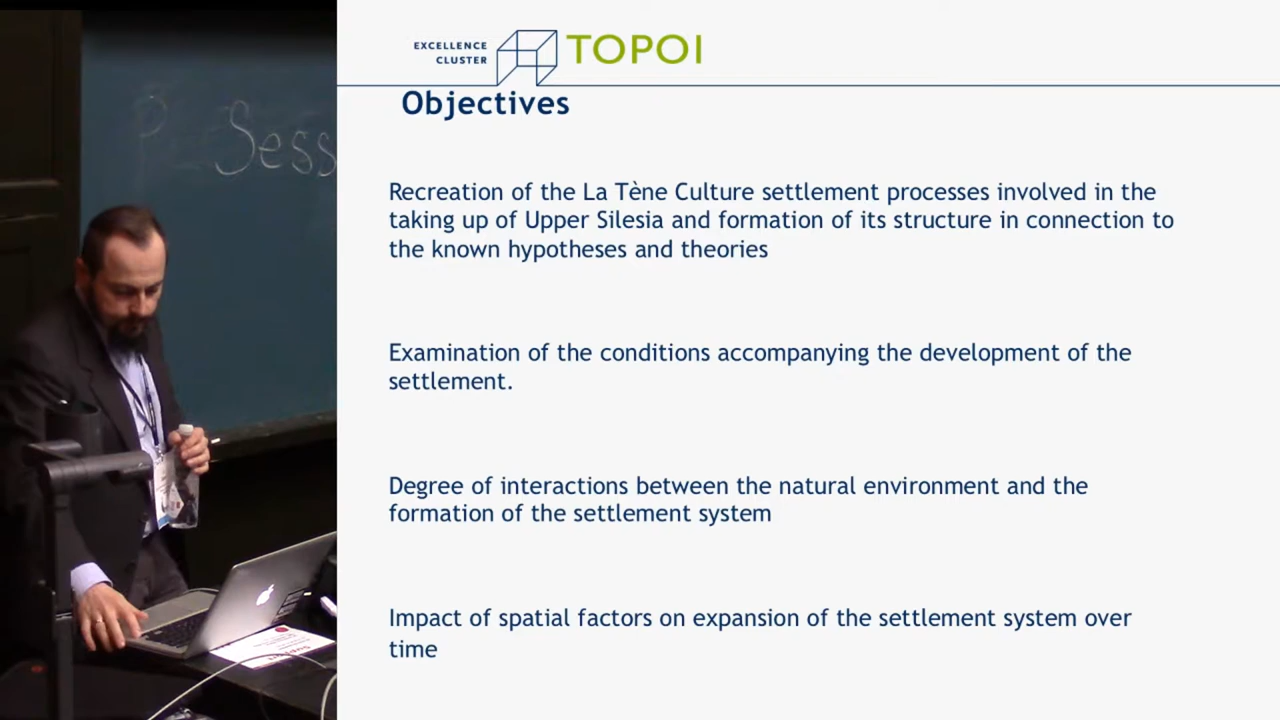 EXCELLENCE
CLUSTER
TOPOI
Objectives
P Sess
Recreation of the La Tène Culture settlement processes involved in the
taking up of Upper Silesia and formation of its structure in connection to
the known hypotheses and theories
Examination of the conditions accompanying the development of the
settlement.
Degree of interactions between the natural environment and the
formation of the settlement system
Impact of spatial factors on expansion of the settlement system over
time